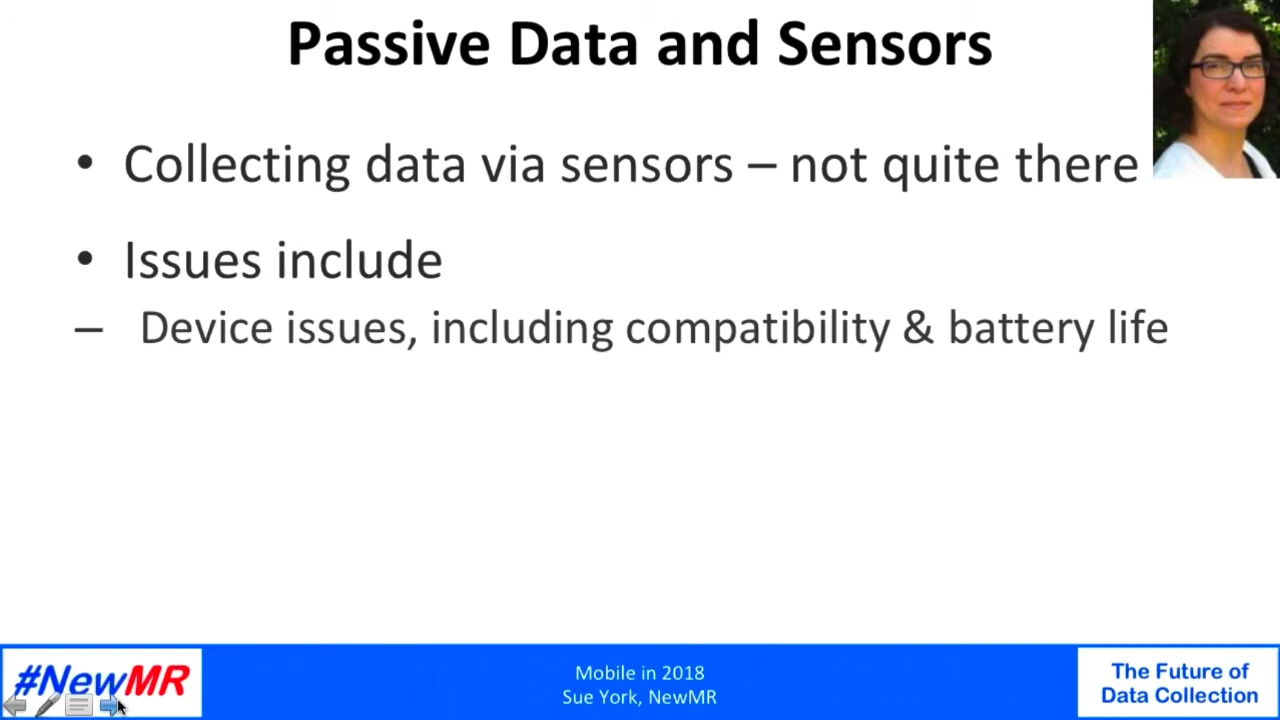 Passive Data and Sensors
• Collecting data via sensors – not quite there
• Issues include
– Device issues, including compatibility & battery life
#NewMR
Mobile in 2018
Sue York, NewMR
The Future of
Data Collection